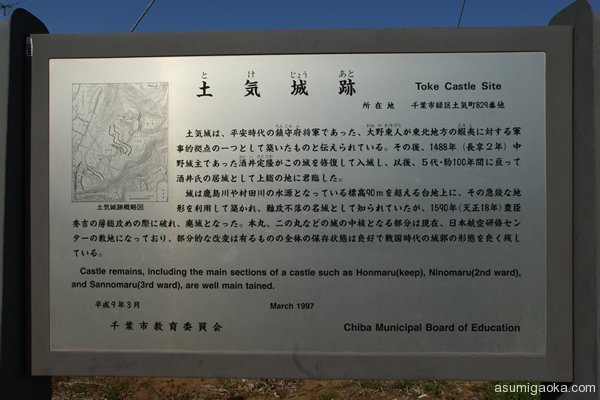 と け じょう あと
土 気 城 跡
Toke Castle Site
所 在 地 千葉市緑区土気町829番他
土気城は、平安時代の鎮守府将軍であった、大野東人が東北地方の蝦夷に対する軍
事的拠点の一つとして築いたものと伝えられている。その後、1488年（長享2年）中
野城主であった酒井定隆がこの城を修復して入城し、以後、5代・約100年間に亘って
酒井氏の居城として上総の地に君臨した。
城は鹿島川や村田川の水源となっている標高90mを超える台地上に、その急峻な地
形を利用して築かれ、難攻不落の名城として知られていたが、1590年（天正18年）豊臣
秀吉の房総攻めの際に破れ、廃城となった。本丸、二の丸などの城の中核となる部分は現在、日本航空研修セン
ターの敷地になっており、部分的な改変は有るものの全体の保存状態は良好で戦国時代の城郭の形態を良く残し
ている。
土気城跡概略図
Castle remains, including the main sections of a castle such as Honmaru(keep), Ninomaru(2nd ward),
and Sannomaru(3rd ward), are well main tained.
平成9年3月 March 1997
千葉市教育委員会 Chiba Municipal Board of Education
asumigaoka.com